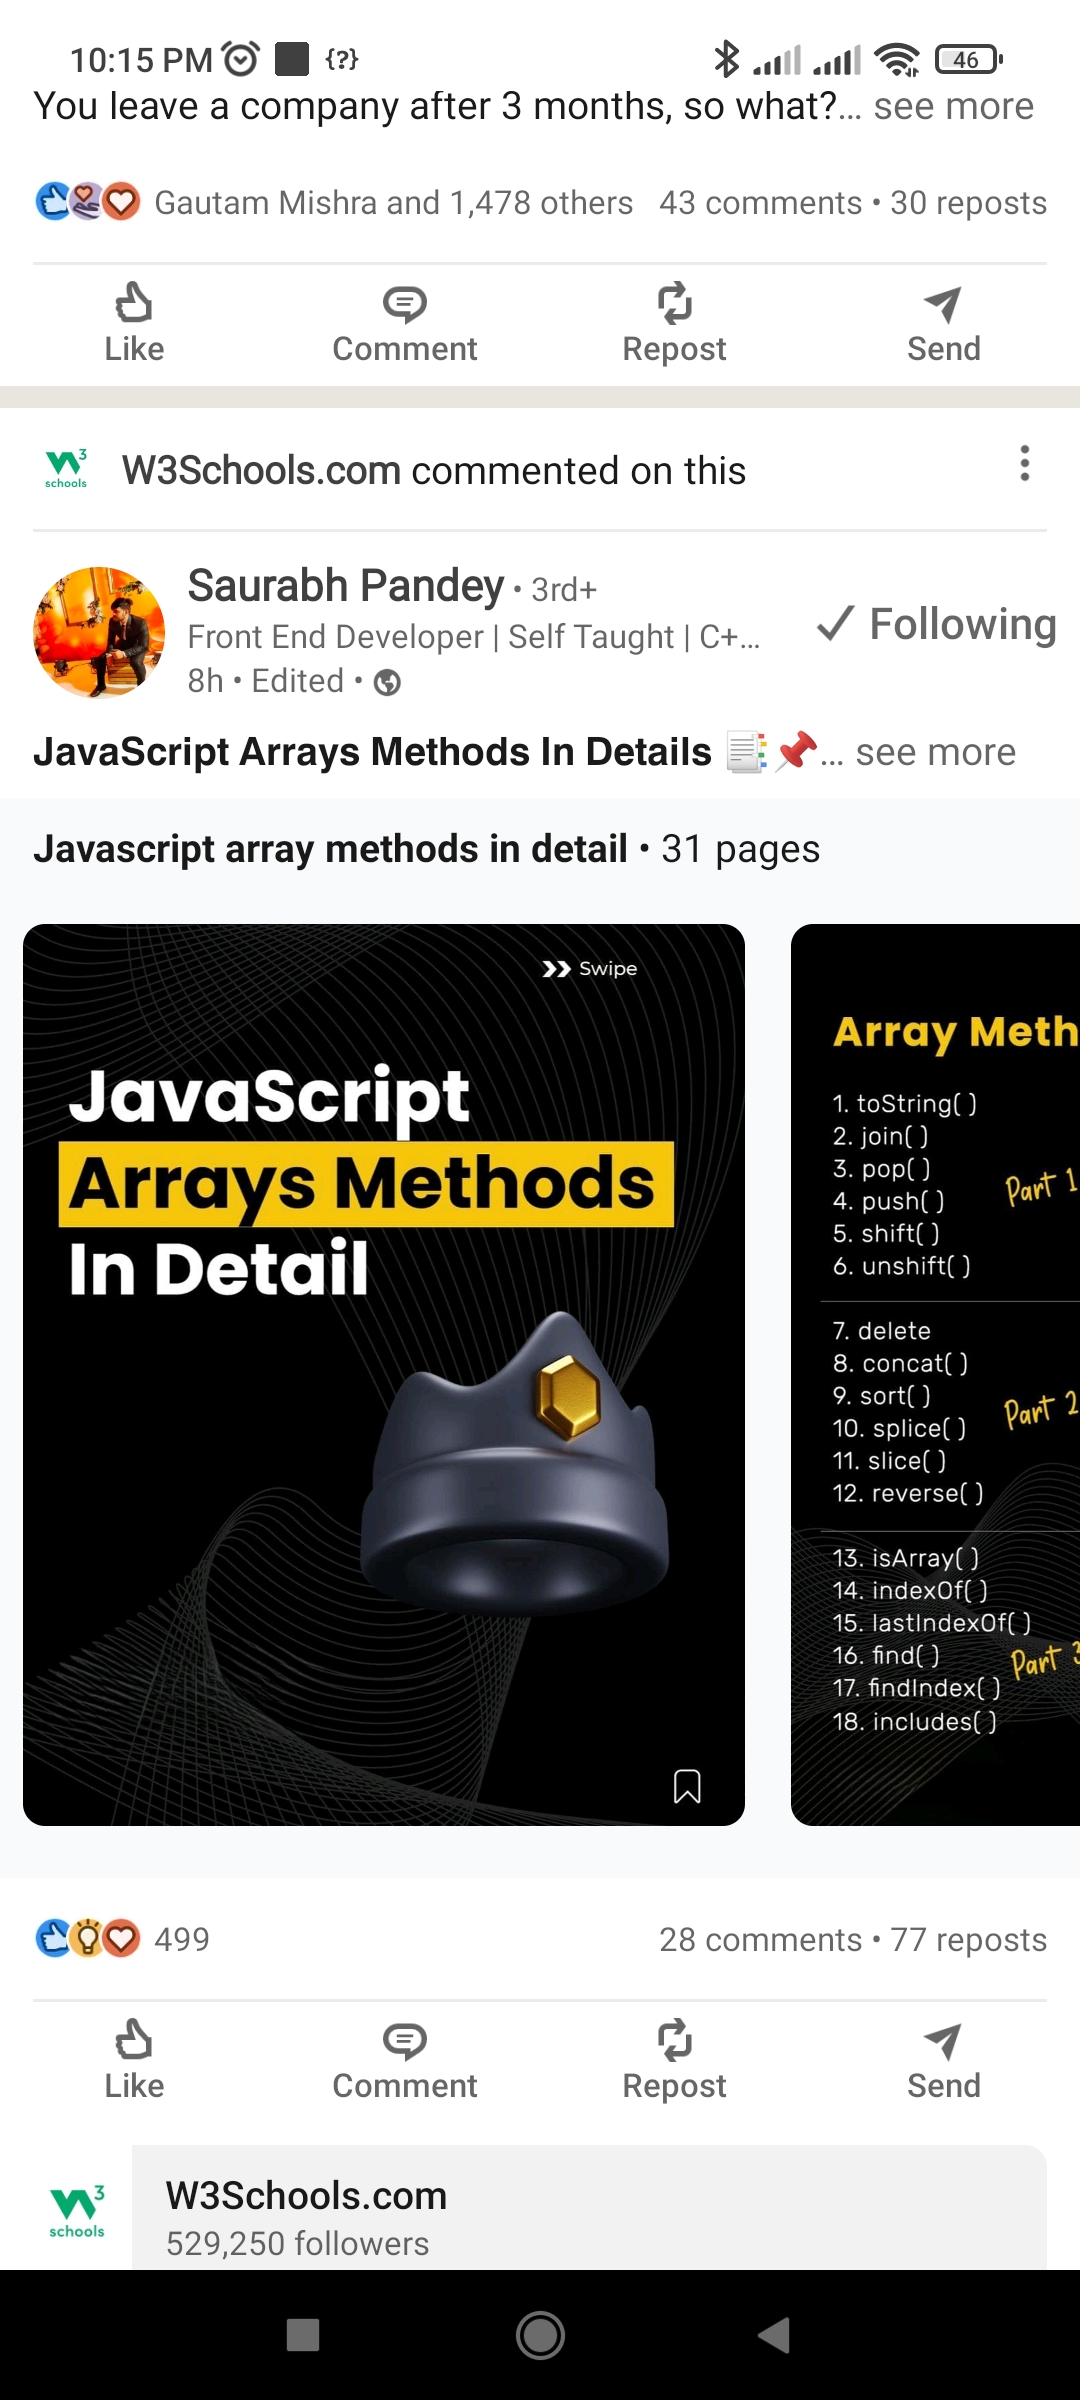 10:15 PM {?} 46
You leave a company after 3 months, so what?... see more
Gautam Mishra and 1,478 others 43 comments • 30 reposts
Like Comment Repost Send
W3Schools.com commented on this
Saurabh Pandey • 3rd+
Front End Developer | Self Taught | C+...
Following
8h • Edited •
JavaScript Arrays Methods In Details 📑📌... see more
Javascript array methods in detail • 31 pages
Swipe
JavaScript
Arrays Methods
In Detail
Array Meth
1. toString( )
2. join( )
3. pop( )
4. push( )
5. shift( )
6. unshift( )
Part 1
7. delete
8. concat( )
9. sort( )
10. splice( )
11. slice( )
12. reverse( )
Part 2
13. isArray( )
14. indexOf( )
15. lastIndexOf( )
16. find( )
17. findIndex( )
18. includes( )
Part 3
499 28 comments • 77 reposts
Like Comment Repost Send
W3 schools
W3Schools.com
529,250 followers